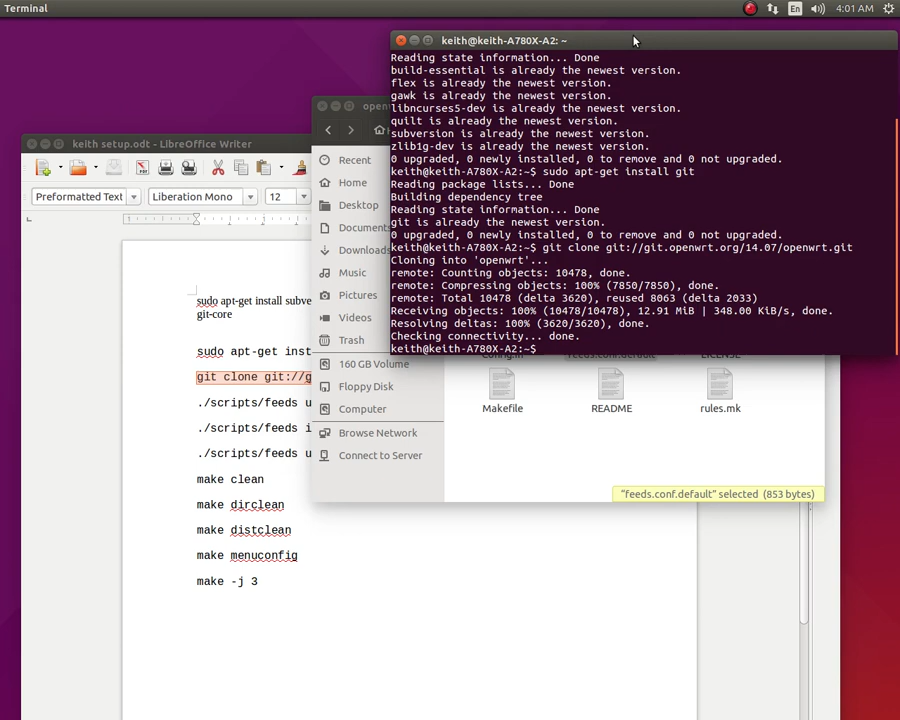 Terminal
En
4:01 AM
keith@keith-A780X-A2: ~
Reading state information... Done
build-essential is already the newest version.
flex is already the newest version.
gawk is already the newest version.
libncurses5-dev is already the newest version.
quilt is already the newest version.
subversion is already the newest version.
zlib1g-dev is already the newest version.
0 upgraded, 0 newly installed, 0 to remove and 0 not upgraded.
keith@keith-A780X-A2:~$ sudo apt-get install git
Reading package lists... Done
Building dependency tree
Reading state information... Done
git is already the newest version.
0 upgraded, 0 newly installed, 0 to remove and 0 not upgraded.
keith@keith-A780X-A2:~$ git clone git://git.openwrt.org/14.07/openwrt.git
Cloning into 'openwrt'...
remote: Counting objects: 10478, done.
remote: Compressing objects: 100% (7850/7850), done.
remote: Total 10478 (delta 3620), reused 8063 (delta 2033)
Receiving objects: 100% (10478/10478), 12.91 MiB | 348.00 KiB/s, done.
Resolving deltas: 100% (3620/3620), done.
Checking connectivity... done.
keith@keith-A780X-A2:~$
openw
Recent
Home
Desktop
Documents
Downloads
Music
Pictures
Videos
Trash
160 GB Volume
Floppy Disk
Computer
Browse Network
Connect to Server
Config.in
feeds.conf.default
LICENSE
Makefile
README
rules.mk
"feeds.conf.default" selected (853 bytes)
keith setup.odt - LibreOffice Writer
Preformatted Text
Liberation Mono
12
1
sudo apt-get install subve
git-core
sudo apt-get inst
git clone git://g
./scripts/feeds u
./scripts/feeds i
./scripts/feeds u
make clean
make dirclean
make distclean
make menuconfig
make -j 3